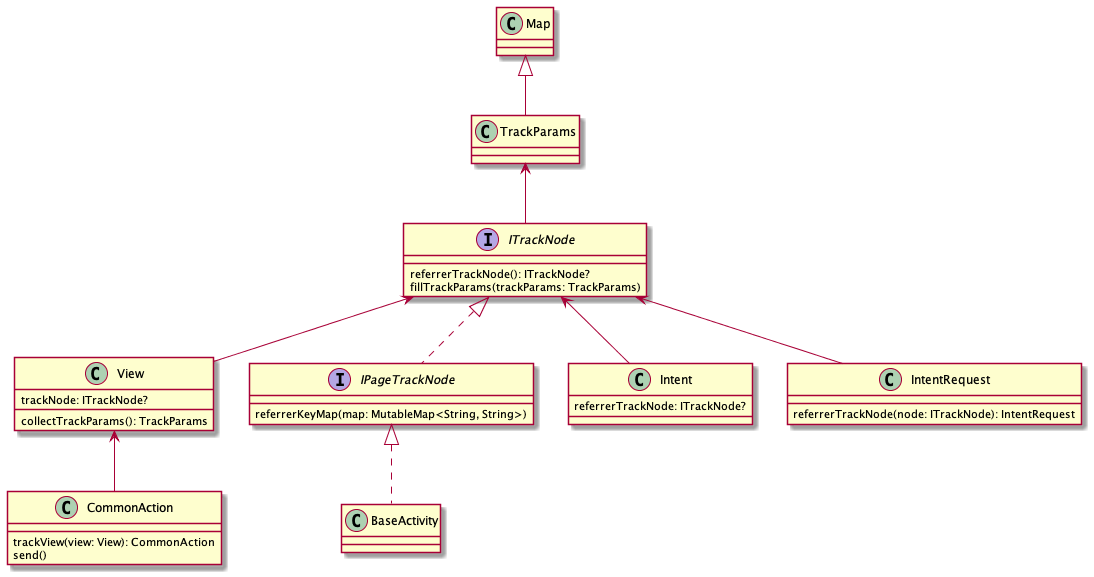 C Map
C TrackParams
I ITrackNode
referrerTrackNode(): ITrackNode?
fillTrackParams(trackParams: TrackParams)
C View
trackNode: ITrackNode?
collectTrackParams(): TrackParams
I IPageTrackNode
referrerKeyMap(map: MutableMap<String, String>)
C Intent
referrerTrackNode: ITrackNode?
C IntentRequest
referrerTrackNode(node: ITrackNode): IntentRequest
C CommonAction
trackView(view: View): CommonAction
send()
C BaseActivity